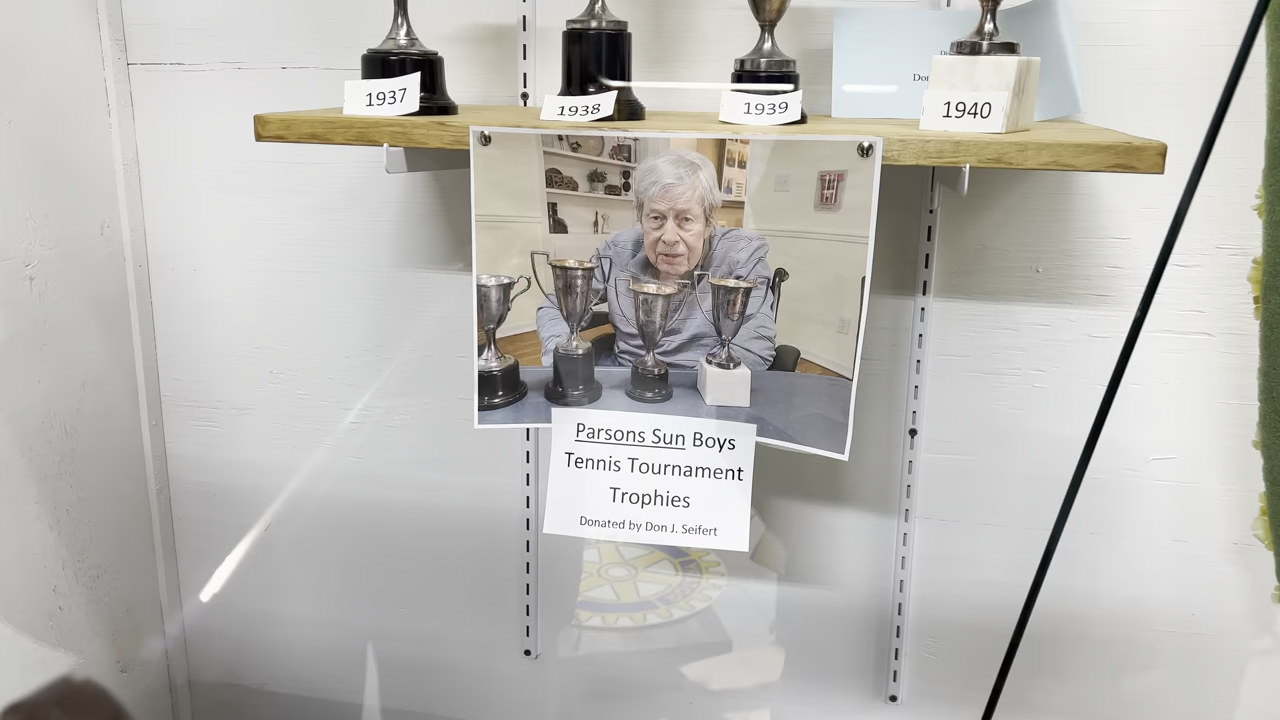 1937
1938
1939
1940
Parsons Sun Boys
Tennis Tournament
Trophies
Donated by Don J. Seifert